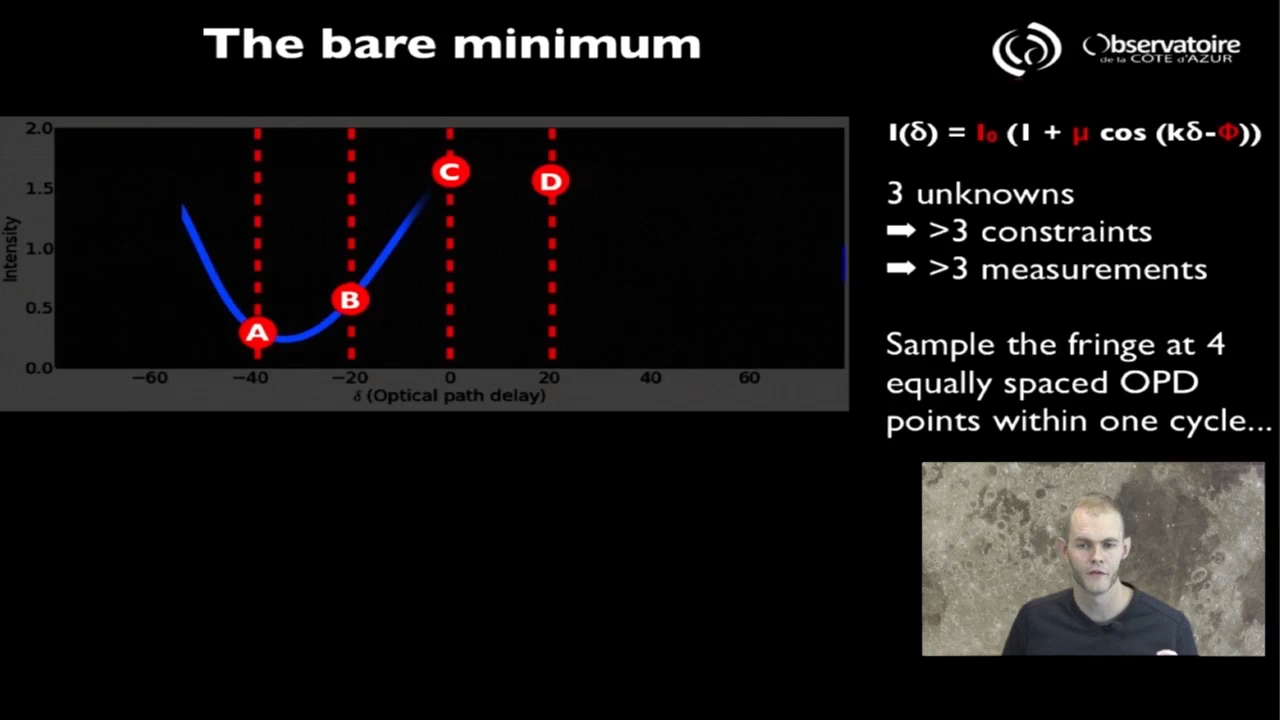 The bare minimum
Observatoire
de la CÔTE d'AZUR
I(δ) = I₀ (1 + μ cos (kδ-Φ))
3 unknowns
➡ >3 constraints
➡ >3 measurements
Sample the fringe at 4
equally spaced OPD
points within one cycle...
2.0
1.5
1.0
0.5
0.0
Intensity
A
B
C
D
−60 −40 −20 0 20 40 60
δ (Optical path delay)